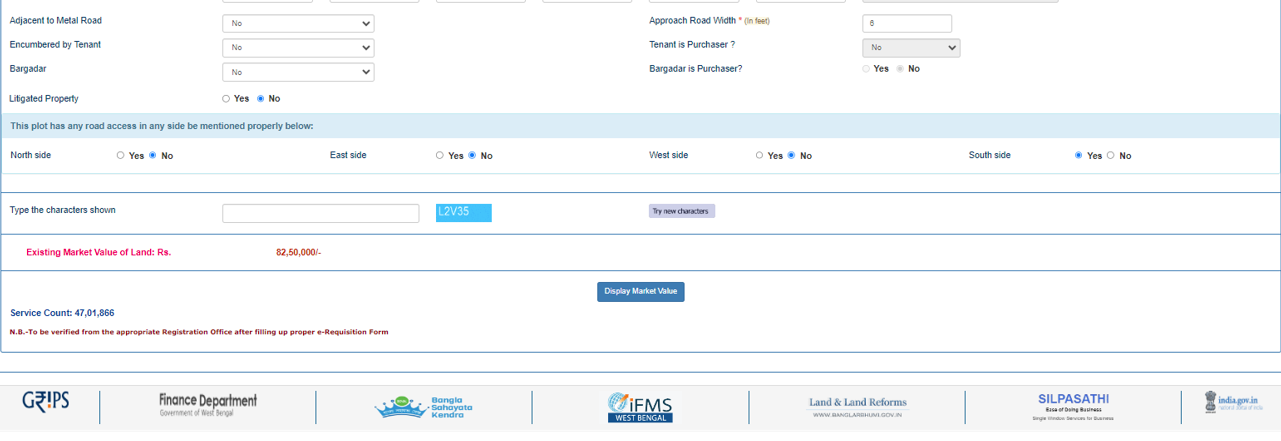 Adjacent to Metal Road No Approach Road Width * (In feet) 6
Encumbered by Tenant No Tenant is Purchaser ? No
Bargadar No Bargadar is Purchaser? Yes No
Litigated Property Yes No
This plot has any road access in any side be mentioned properly below:
North side Yes No East side Yes No West side Yes No South side Yes No
Type the characters shown L2V35 Try new characters
Existing Market Value of Land: Rs. 82,50,000/-
Display Market Value
Service Count: 47,01,866
N.B.-To be verified from the appropriate Registration Office after filling up proper e-Requisition Form
GRIPS
Finance Department
Government of West Bengal
Bangla
Sahayata
Kendra
iFMS
WEST BENGAL
Land & Land Reforms
WWW.BANGLARBHUMI.GOV.IN
SILPASATHI
Ease of Doing Business
Single Window Services for Business
india.gov.in
national portal of india